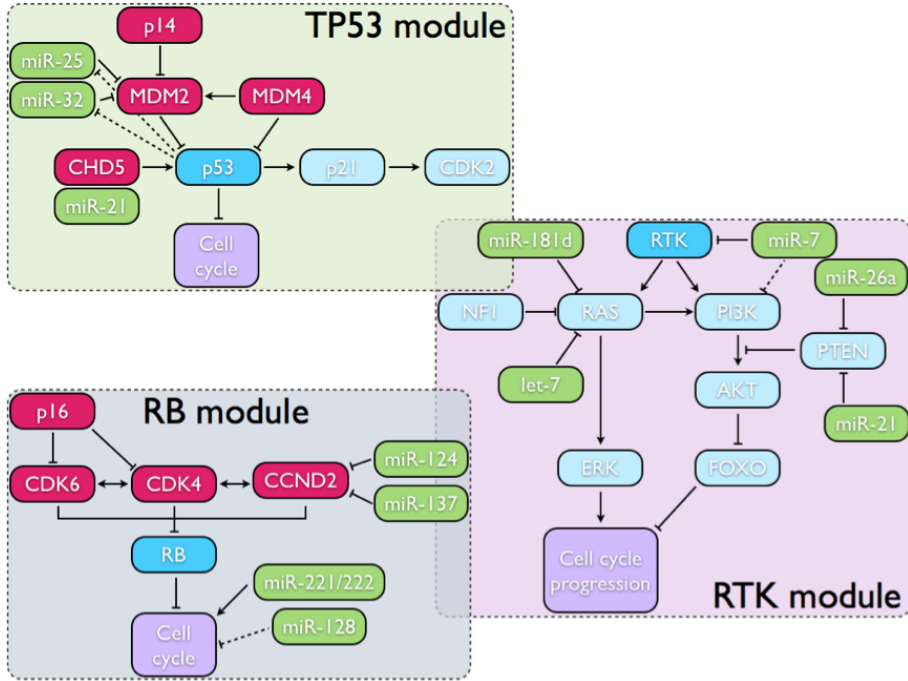 TP53 module
p14
miR-25
miR-32
MDM2
MDM4
CHD5
miR-21
p53
p21
CDK2
Cell
cycle
miR-181d
RTK
miR-7
miR-26a
NF1
RAS
PI3K
PTEN
let-7
AKT
miR-21
ERK
FOXO
Cell cycle
progression
RTK module
RB module
p16
CDK6
CDK4
CCND2
miR-124
miR-137
RB
miR-221/222
miR-128
Cell
cycle